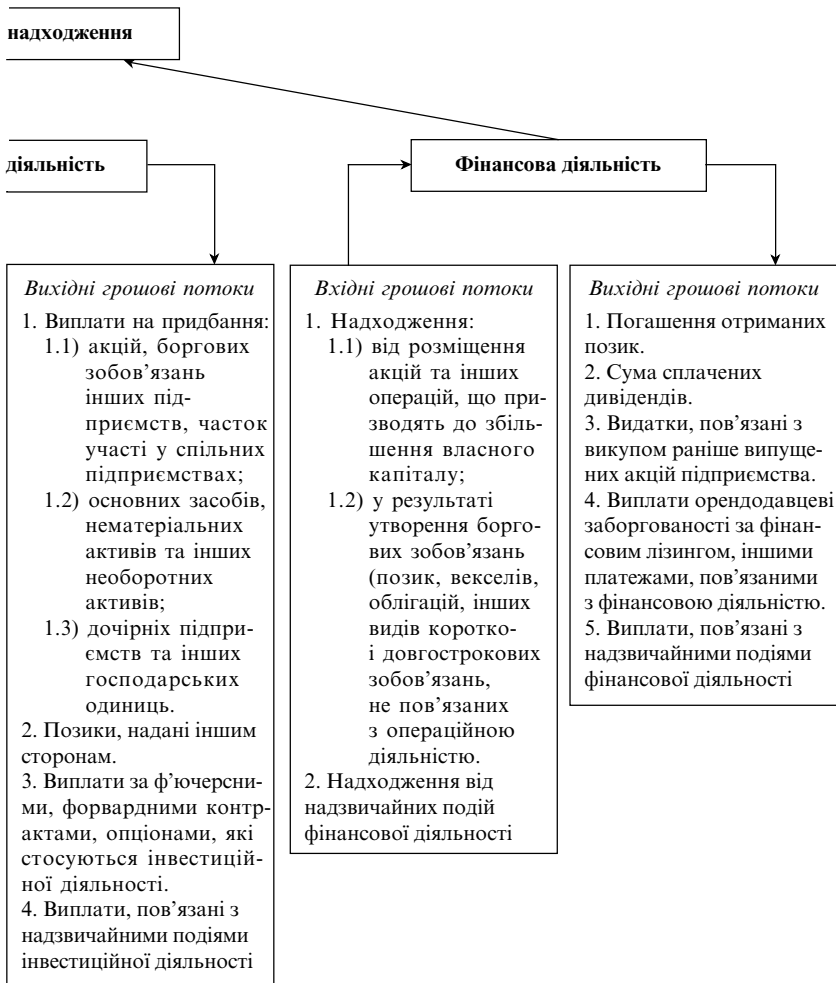 надходження
діяльність
Фінансова діяльність
Вихідні грошові потоки
1. Виплати на придбання:
1.1) акцій, боргових
зобов’язань
інших під-
приємств, часток
участі у спільних
підприємствах;
1.2) основних засобів,
нематеріальних
активів та інших
необоротних
активів;
1.3) дочірніх підпри-
ємств та інших
господарських
одиниць.
2. Позики, надані іншим
сторонам.
3. Виплати за ф’ючерсни-
ми, форвардними контр-
актами, опціонами, які
стосуються інвестицій-
ної діяльності.
4. Виплати, пов’язані з
надзвичайними подіями
інвестиційної діяльності
Вхідні грошові потоки
1. Надходження:
1.1) від розміщення
акцій та інших
операцій, що при-
зводять до збіль-
шення власного
капіталу;
1.2) у результаті
утворення борго-
вих зобов’язань
(позик, векселів,
облігацій, інших
видів коротко-
і довгострокових
зобов’язань,
не пов’язаних
з операційною
діяльністю.
2. Надходження від
надзвичайних подій
фінансової діяльності
Вихідні грошові потоки
1. Погашення отриманих
позик.
2. Сума сплачених
дивідендів.
3. Видатки, пов’язані з
викупом раніше випуще-
них акцій підприємства.
4. Виплати орендодавцеві
заборгованості за фінан-
совим лізингом, іншими
платежами, пов’язаними
з фінансовою діяльністю.
5. Виплати, пов’язані з
надзвичайними подіями
фінансової діяльності